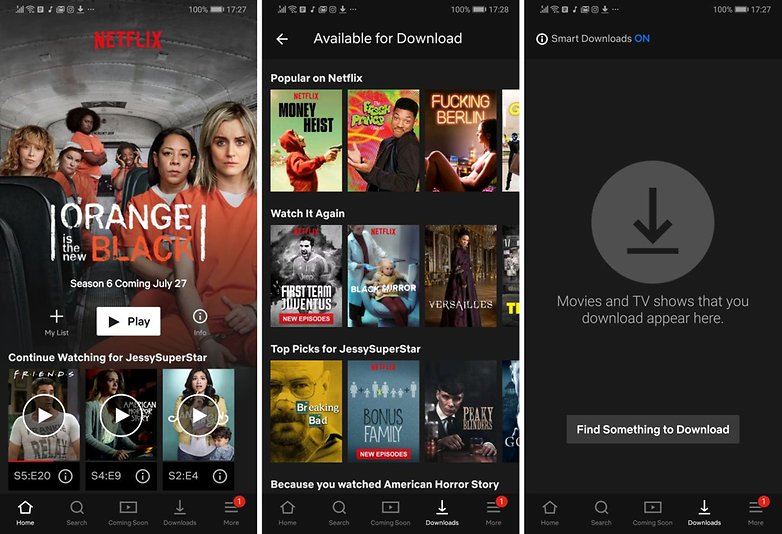 100% 17:27
NETFLIX
ORANGE
is the new
BLACK
Season 6 Coming July 27
My List
Play
Info
Continue Watching for JessySuperStar
FRIENDS
AMERICAN
HORROR
STORY
S5:E20
S4:E9
S2:E4
Home
Search
Coming Soon
Downloads
1
More
100% 17:28
Available for Download
Popular on Netflix
NETFLIX
MONEY
HEIST
The
FRESH
PRINCE
FUCKING
BERLIN
Watch It Again
NETFLIX
FIRST TEAM
JUVENTUS
NEW EPISODES
NETFLIX
BLACK MIRROR
VERSAILLES
Top Picks for JessySuperStar
Breaking
Bad
NETFLIX
BONUS
FAMILY
NEW EPISODES
PEAKY
BLINDERS
Because you watched American Horror Story
Home
Search
Coming Soon
Downloads
1
More
100% 17:27
Smart Downloads ON
Movies and TV shows that you
download appear here.
Find Something to Download
Home
Search
Coming Soon
Downloads
1
More